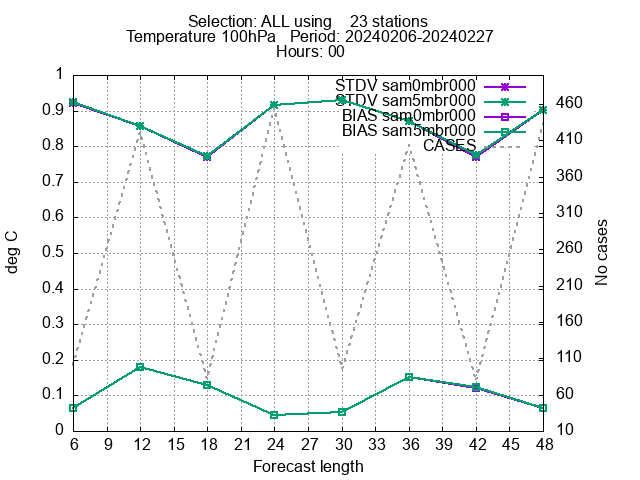 Selection: ALL using    23 stations
Temperature 100hPa   Period: 20240206-20240227
Hours: 00
STDV sam0mbr000
STDV sam5mbr000
BIAS sam0mbr000
BIAS sam5mbr000
CASES
1
0.9
0.8
0.7
0.6
0.5
0.4
0.3
0.2
0.1
0
deg C
460
410
360
310
260
210
160
110
60
10
No cases
6 9 12 15 18 21 24 27 30 33 36 39 42 45 48
Forecast length